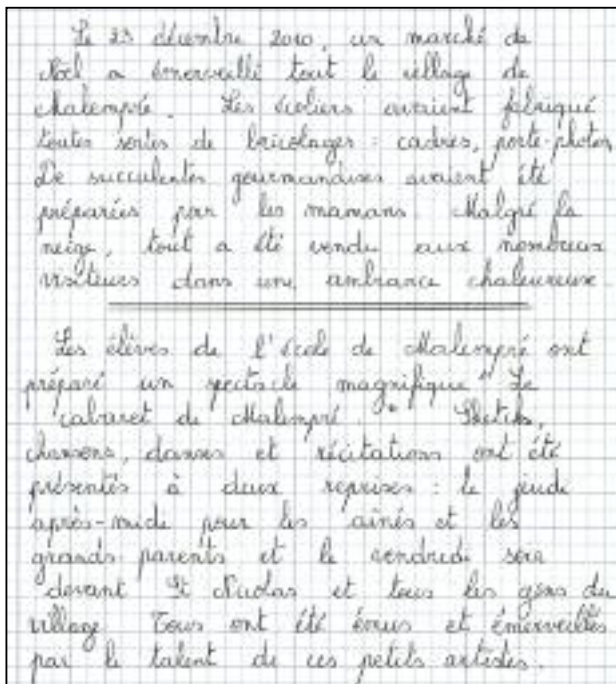 Le 23 décembre 2010, un marché de
Noël a émerveillé tout le village de
Malempré. Les écoliers avaient fabriqué
toutes sortes de bricolages : cadres, porte-photos,
De succulentes gourmandises avaient été
préparées par les mamans. Malgré la
neige, tout a été vendu aux nombreux
visiteurs dans une ambiance chaleureuse
Les élèves de l'école de Malempré ont
préparé un spectacle magnifique " Le
cabaret de Malempré. " Sketchs,
chansons, danses et récitations ont été
présentés à deux reprises : le jeudi
après-midi pour les aînés et les
grands-parents et le vendredi soir
devant St Nicolas et tous les gens du
village Tous ont été émus et émerveillés
par le talent de ces petits artistes.